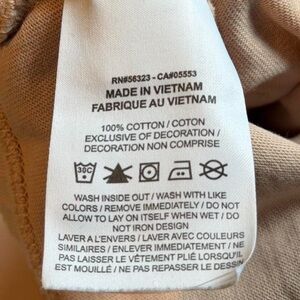 RN#56323 - CA#05553
MADE IN VIETNAM
FABRIQUE AU VIETNAM
100% COTTON / COTON
EXCLUSIVE OF DECORATION /
DECORATION NON COMPRISE
30C
WASH INSIDE OUT / WASH WITH LIKE
COLORS / REMOVE IMMEDIATELY / DO NOT
ALLOW TO LAY ON ITSELF WHEN WET / DO
NOT IRON DESIGN
LAVER A L'ENVERS / LAVER AVEC COULEURS
SIMILAIRES / ENLEVER IMMEDIATEMENT / NE
PAS LAISSER LE VÊTEMENT PLIÉ LORSQU'IL
EST MOUILLÉ / NE PAS REPASSER LE DESSIN